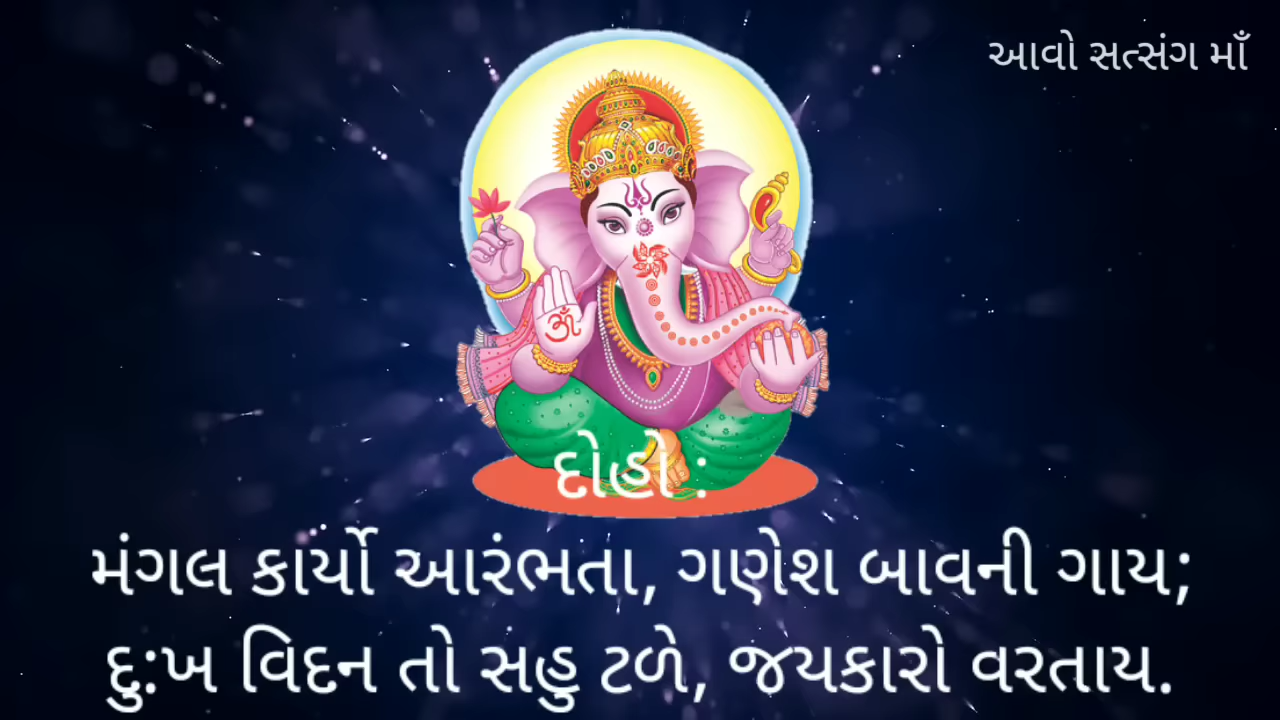 આવો સત્સંગ માઁ
દોહો :
મંગલ કાર્યો આરંભતા, ગણેશ બાવની ગાય;
દુ:ખ વિદન તો સહુ ટળે, જયકારો વરતાય.
ॐ